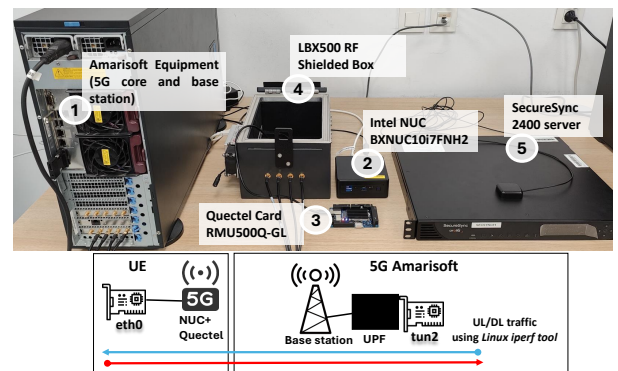 Amarisoft Equipment
(5G core and base
station)
1
LBX500 RF
Shielded Box
4
Intel NUC
BXNUC10i7FNH2
2
SecureSync
2400 server
5
Quectel Card
RMU500Q-GL
3
SecureSync
UE
eth0
5G
NUC+
Quectel
5G Amarisoft
Base station
UPF
tun2
UL/DL traffic
using Linux iperf tool